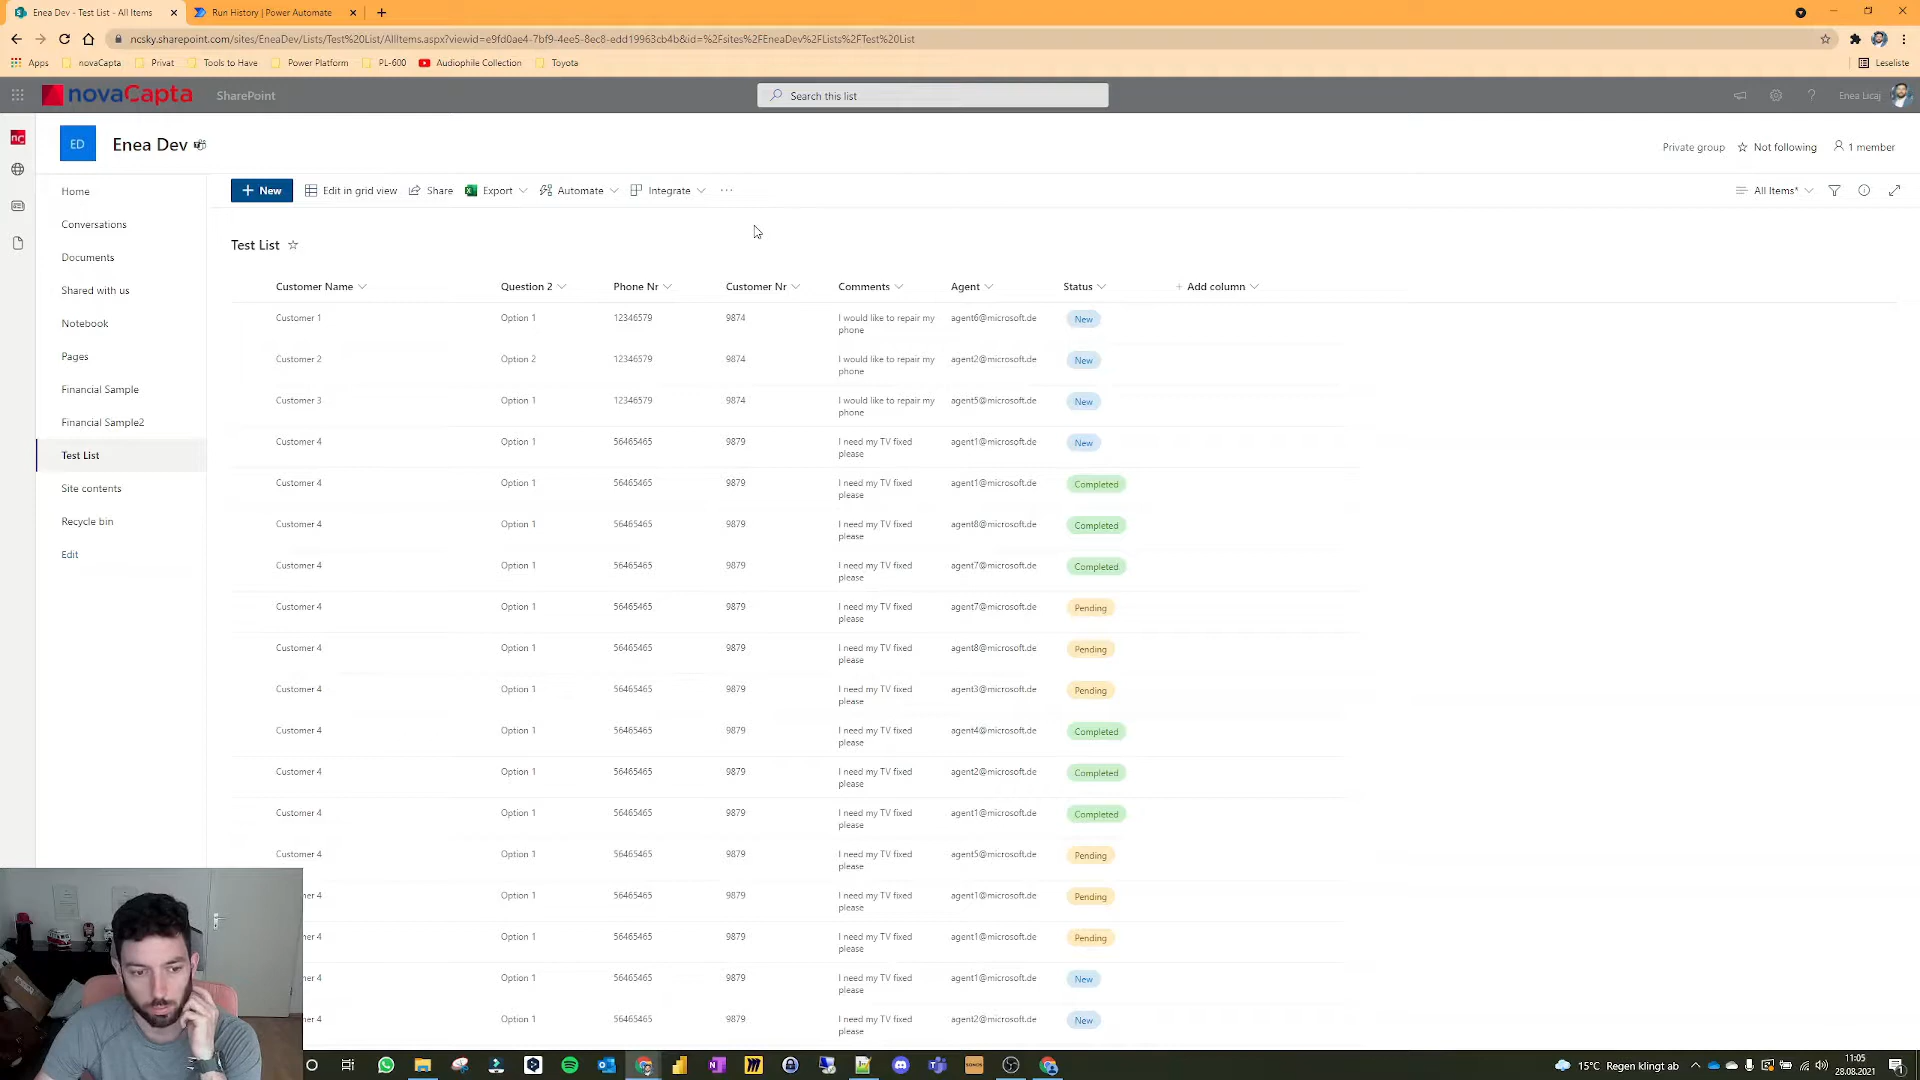 Enea Dev - Test List - All Items
Run History | Power Automate
ncsky.sharepoint.com/sites/EneaDev/Lists/Test%20List/AllItems.aspx?viewid=e9fd0ae4-7bf9-4ee5-8ec8-edd19963cb4b&id=%2Fsites%2FEneaDev%2FLists%2FTest%20List
Apps novaCapta Privat Tools to Have Power Platform PL-600 Audiophile Collection Toyota Leseliste
novaCapta SharePoint Search this list Enea Licaj
nc ED Enea Dev Private group Not following 1 member
Home
Conversations
Documents
Shared with us
Notebook
Pages
Financial Sample
Financial Sample2
Test List
Site contents
Recycle bin
Edit
New Edit in grid view Share Export Automate Integrate All Items*
Test List
Customer Name Question 2 Phone Nr Customer Nr Comments Agent Status Add column
Customer 1 Option 1 12346579 9874 I would like to repair my agent6@microsoft.de New
phone
Customer 2 Option 2 12346579 9874 I would like to repair my agent2@microsoft.de New
phone
Customer 3 Option 1 12346579 9874 I would like to repair my agent5@microsoft.de New
phone
Customer 4 Option 1 56465465 9879 I need my TV fixed agent1@microsoft.de New
please
Customer 4 Option 1 56465465 9879 I need my TV fixed agent1@microsoft.de Completed
please
Customer 4 Option 1 56465465 9879 I need my TV fixed agent8@microsoft.de Completed
please
Customer 4 Option 1 56465465 9879 I need my TV fixed agent7@microsoft.de Completed
please
Customer 4 Option 1 56465465 9879 I need my TV fixed agent7@microsoft.de Pending
please
Customer 4 Option 1 56465465 9879 I need my TV fixed agent8@microsoft.de Pending
please
Customer 4 Option 1 56465465 9879 I need my TV fixed agent3@microsoft.de Pending
please
Customer 4 Option 1 56465465 9879 I need my TV fixed agent4@microsoft.de Completed
please
Customer 4 Option 1 56465465 9879 I need my TV fixed agent2@microsoft.de Completed
please
Customer 4 Option 1 56465465 9879 I need my TV fixed agent1@microsoft.de Completed
please
Customer 4 Option 1 56465465 9879 I need my TV fixed agent5@microsoft.de Pending
please
er 4 Option 1 56465465 9879 I need my TV fixed agent1@microsoft.de Pending
please
er 4 Option 1 56465465 9879 I need my TV fixed agent1@microsoft.de Pending
please
er 4 Option 1 56465465 9879 I need my TV fixed agent1@microsoft.de New
please
er 4 Option 1 56465465 9879 I need my TV fixed agent2@microsoft.de New
please
15°C Regen klingt ab
11:05
28.08.2021